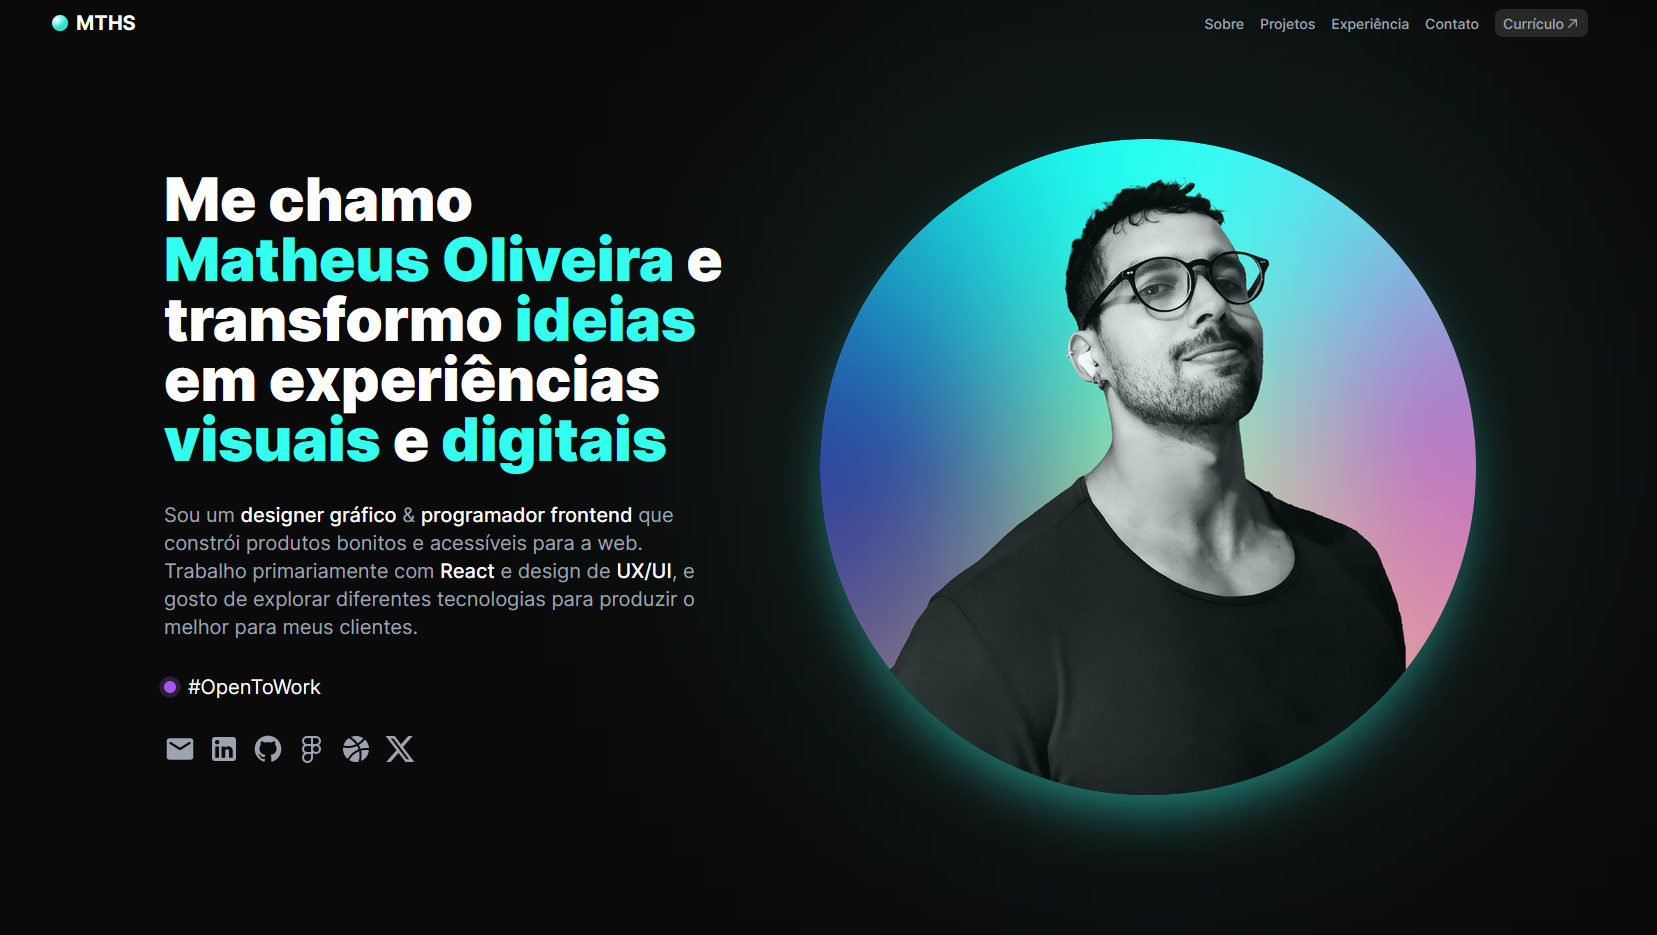 MTHS
Sobre Projetos Experiência Contato Currículo
Me chamo
Matheus Oliveira e
transformo ideias
em experiências
visuais e digitais
Sou um designer gráfico & programador frontend que
constrói produtos bonitos e acessíveis para a web.
Trabalho primariamente com React e design de UX/UI, e
gosto de explorar diferentes tecnologias para produzir o
melhor para meus clientes.
#OpenToWork